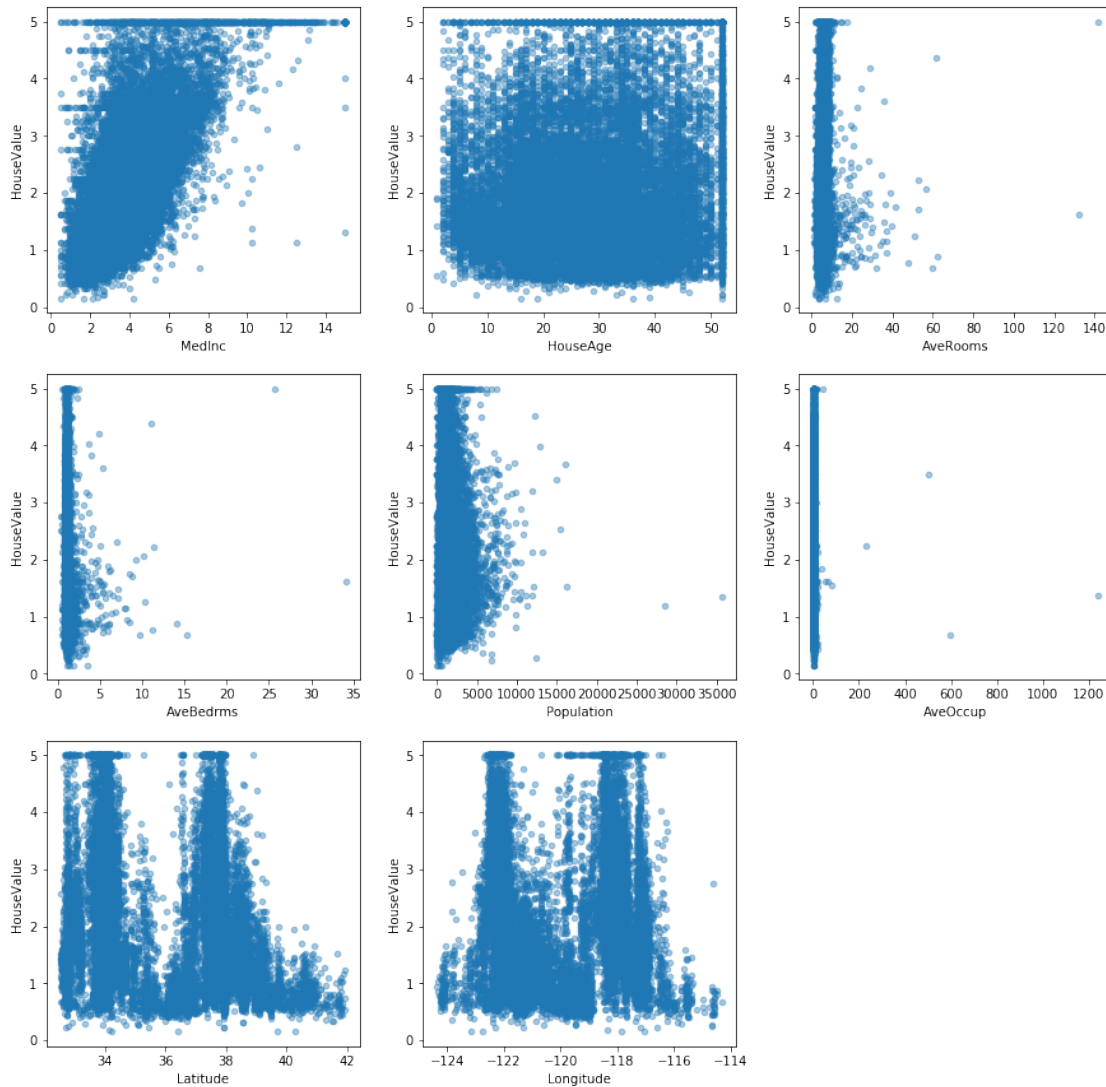 HouseValue
5
4
3
2
1
0
0 2 4 6 8 10 12 14
MedInc
HouseValue
5
4
3
2
1
0
0 10 20 30 40 50
HouseAge
HouseValue
5
4
3
2
1
0
0 20 40 60 80 100 120 140
AveRooms
HouseValue
5
4
3
2
1
0
0 5 10 15 20 25 30 35
AveBedrms
HouseValue
5
4
3
2
1
0
0 5000 10000 15000 20000 25000 30000 35000
Population
HouseValue
5
4
3
2
1
0
0 200 400 600 800 1000 1200
AveOccup
HouseValue
5
4
3
2
1
0
34 36 38 40 42
Latitude
HouseValue
5
4
3
2
1
0
−124 −122 −120 −118 −116 −114
Longitude